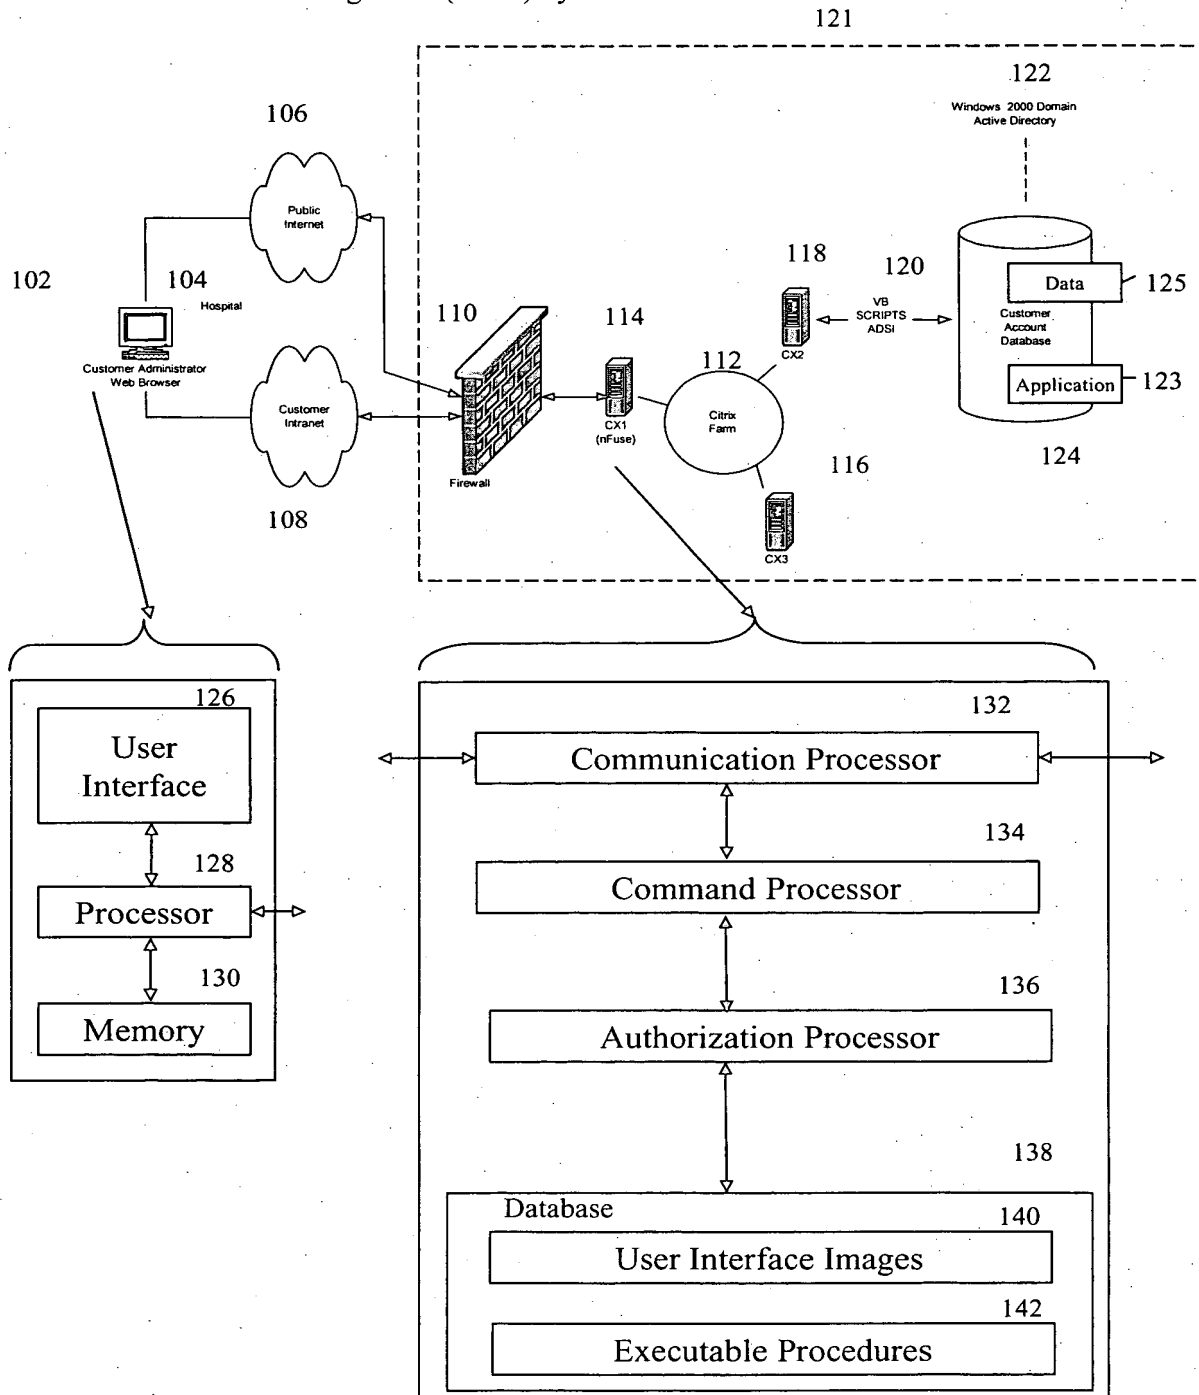 121
122
Windows 2000 Domain
Active Directory
106
Public
Internet
102
104
Hospital
118
120
Data
125
110
114
VB
SCRIPTS
ADSI
Customer
Account
Database
CX2
112
Customer Administrator
Web Browser
Application
123
Customer
Intranet
Citrix
Farm
CX1
(nFuse)
116
124
Firewall
108
CX3
126
User
Interface
132
Communication Processor
128
Processor
134
Command Processor
130
Memory
136
Authorization Processor
138
Database
140
User Interface Images
142
Executable Procedures